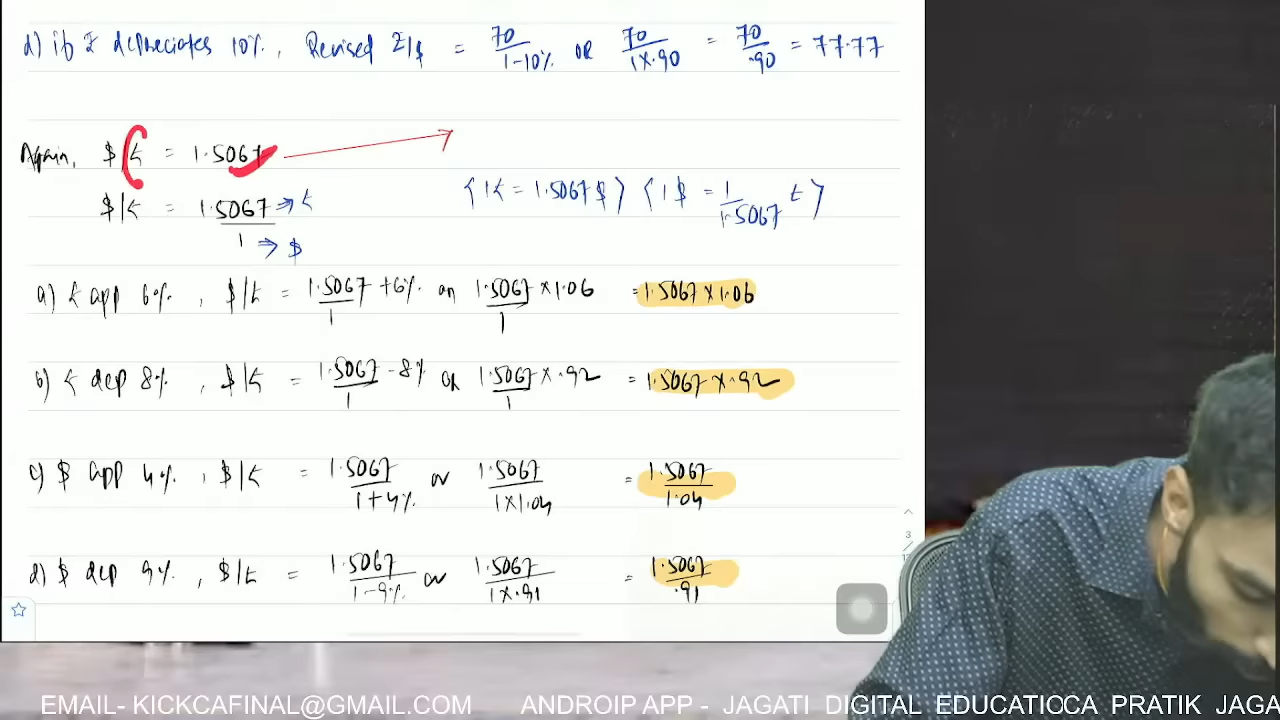 d) if ₹ depreciates 10%, Revised ₹/$ = 70/1-10% or 70/1×.90 = 70/.90 = 77.77
Again, $/£ = 1.5067
{1£ = 1.5067$} {1$ = 1/1.5067 £}
$/£ = 1.5067/1 ⇒ £ ⇒ $
a) £ app 6%, $/£ = 1.5067/1 +6% or 1.5067/1 × 1.06 = 1.5067 × 1.06
b) £ dep 8%, $/£ = 1.5067/1 -8% or 1.5067/1 × .92 = 1.5067 × .92
c) $ app 4%, $/£ = 1.5067/1+4% or 1.5067/1×1.04 = 1.5067/1.04
d) $ dep 9%, $/£ = 1.5067/1-9% or 1.5067/1×.91 = 1.5067/.91
3
EMAIL- KICKCAFINAL@GMAIL.COM ANDROIP APP - JAGATI DIGITAL EDUCATIOCA PRATIK JAGA